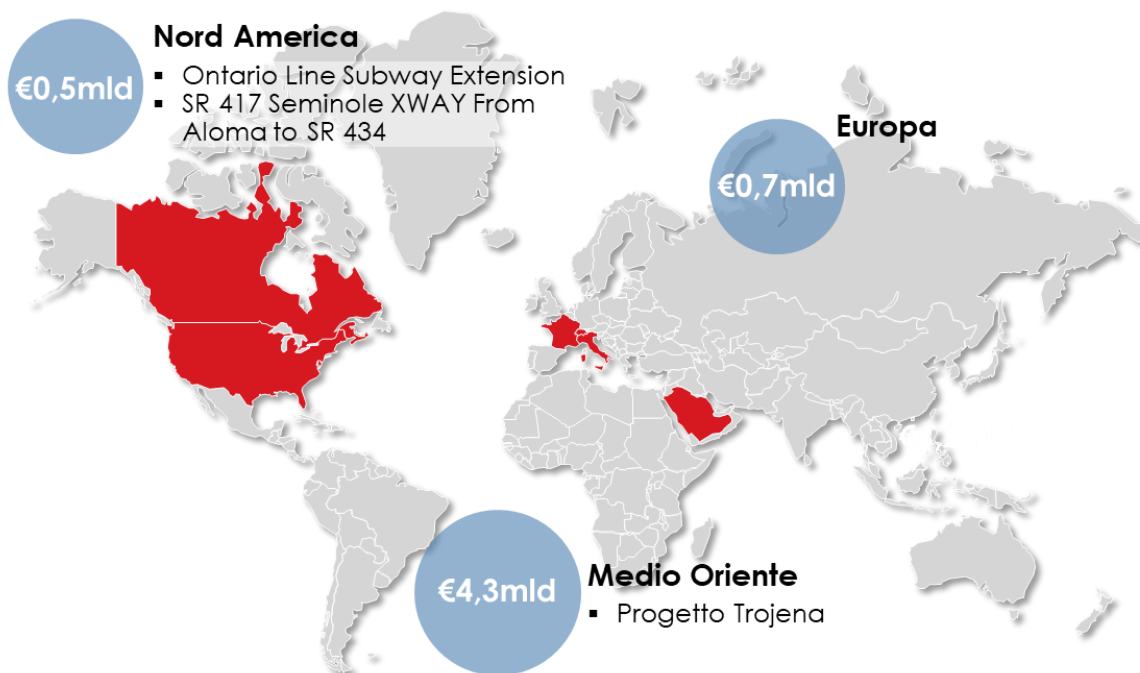 €0,5mld
Nord America
▪ Ontario Line Subway Extension
▪ SR 417 Seminole XWAY From
Aloma to SR 434
Europa
€0,7mld
€4,3mld
Medio Oriente
▪ Progetto Trojena